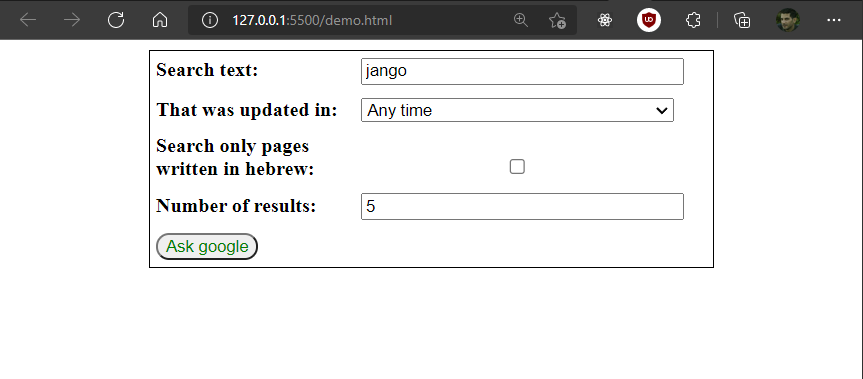 127.0.0.1:5500/demo.html
Search text:
jango
That was updated in:
Any time
Search only pages
written in hebrew:
Number of results:
5
Ask google